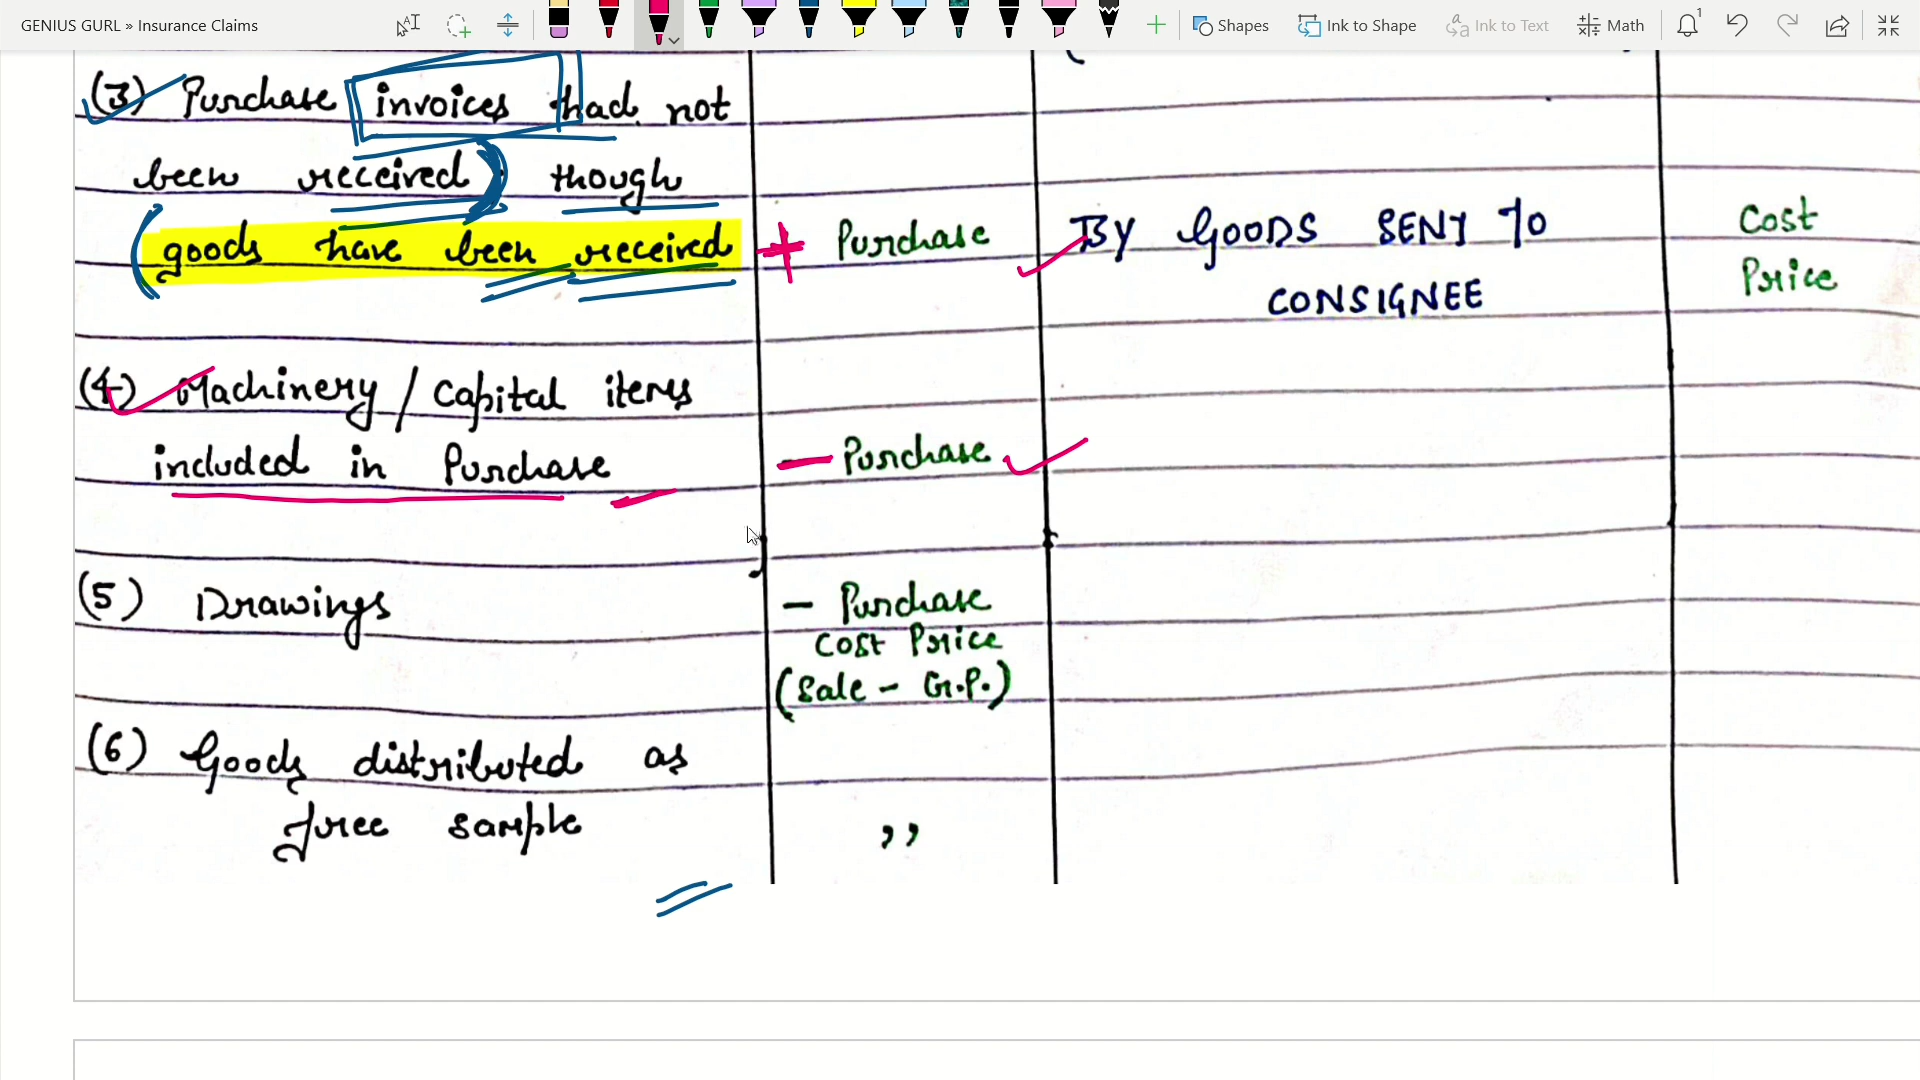 GENIUS GURL » Insurance Claims
Shapes
Ink to Shape
Ink to Text
Math
1
(3) Purchase invoices had not
been received though
goods have been received
+ Purchase
BY GOODS SENT TO
CONSIGNEE
Cost
Price
(4) Machinery / Capital items
included in Purchase
- Purchase
(5) Drawings
- Purchase
Cost Price
(Sale - G.P.)
(6) Goods distributed as
free sample
,,